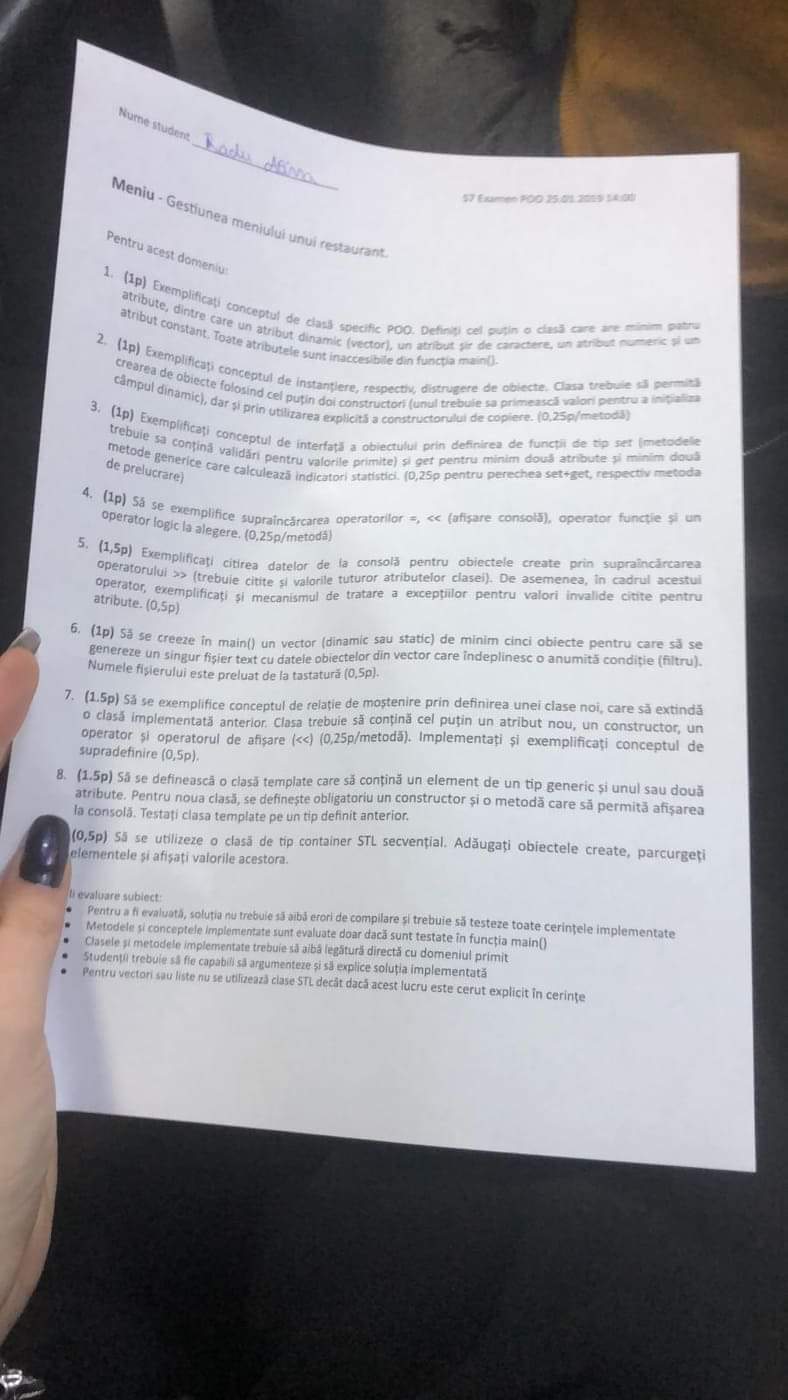 Nume student Radu
S7 Examen POO 25.01.2019 14:00
Meniu - Gestiunea meniului unui restaurant.
Pentru acest domeniu:
1. (1p) Exemplificați conceptul de clasă specific POO. Definiți cel puțin o clasă care are minim patru
atribute, dintre care un atribut dinamic (vector), un atribut șir de caractere, un atribut numeric și un
atribut constant. Toate atributele sunt inaccesibile din funcția main().
2. (1p) Exemplificați conceptul de instanțiere, respectiv, distrugere de obiecte. Clasa trebuie să permită
crearea de obiecte folosind cel puțin doi constructori (unul trebuie sa primească valori pentru a inițializa
câmpul dinamic), dar și prin utilizarea explicită a constructorului de copiere. (0,25p/metodă)
3. (1p) Exemplificați conceptul de interfață a obiectului prin definirea de funcții de tip set (metodele
trebuie sa conțină validări pentru valorile primite) și get pentru minim două atribute și minim două
metode generice care calculează indicatori statistici. (0,25p pentru perechea set+get, respectiv metoda
de prelucrare)
4. (1p) Să se exemplifice supraîncărcarea operatorilor =, << (afișare consolă), operator funcție și un
operator logic la alegere. (0,25p/metodă)
5. (1,5p) Exemplificați citirea datelor de la consolă pentru obiectele create prin supraîncărcarea
operatorului >> (trebuie citite și valorile tuturor atributelor clasei). De asemenea, în cadrul acestui
operator, exemplificați și mecanismul de tratare a excepțiilor pentru valori invalide citite pentru
atribute. (0,5p)
6. (1p) Să se creeze în main() un vector (dinamic sau static) de minim cinci obiecte pentru care să se
genereze un singur fișier text cu datele obiectelor din vector care îndeplinesc o anumită condiție (filtru).
Numele fișierului este preluat de la tastatură (0,5p).
7. (1.5p) Să se exemplifice conceptul de relație de moștenire prin definirea unei clase noi, care să extindă
o clasă implementată anterior. Clasa trebuie să conțină cel puțin un atribut nou, un constructor, un
operator și operatorul de afișare (<<) (0,25p/metodă). Implementați și exemplificați conceptul de
supradefinire (0,5p).
8. (1.5p) Să se definească o clasă template care să conțină un element de un tip generic și unul sau două
atribute. Pentru noua clasă, se definește obligatoriu un constructor și o metodă care să permită afișarea
la consolă. Testați clasa template pe un tip definit anterior.
(0,5p) Să se utilizeze o clasă de tip container STL secvențial. Adăugați obiectele create, parcurgeți
elementele și afișați valorile acestora.
evaluare subiect:
• Pentru a fi evaluată, soluția nu trebuie să aibă erori de compilare și trebuie să testeze toate cerințele implementate
• Metodele și conceptele implementate sunt evaluate doar dacă sunt testate în funcția main()
• Clasele și metodele implementate trebuie să aibă legătură directă cu domeniul primit
• Studenții trebuie să fie capabili să argumenteze și să explice soluția implementată
• Pentru vectori sau liste nu se utilizează clase STL decât dacă acest lucru este cerut explicit în cerințe